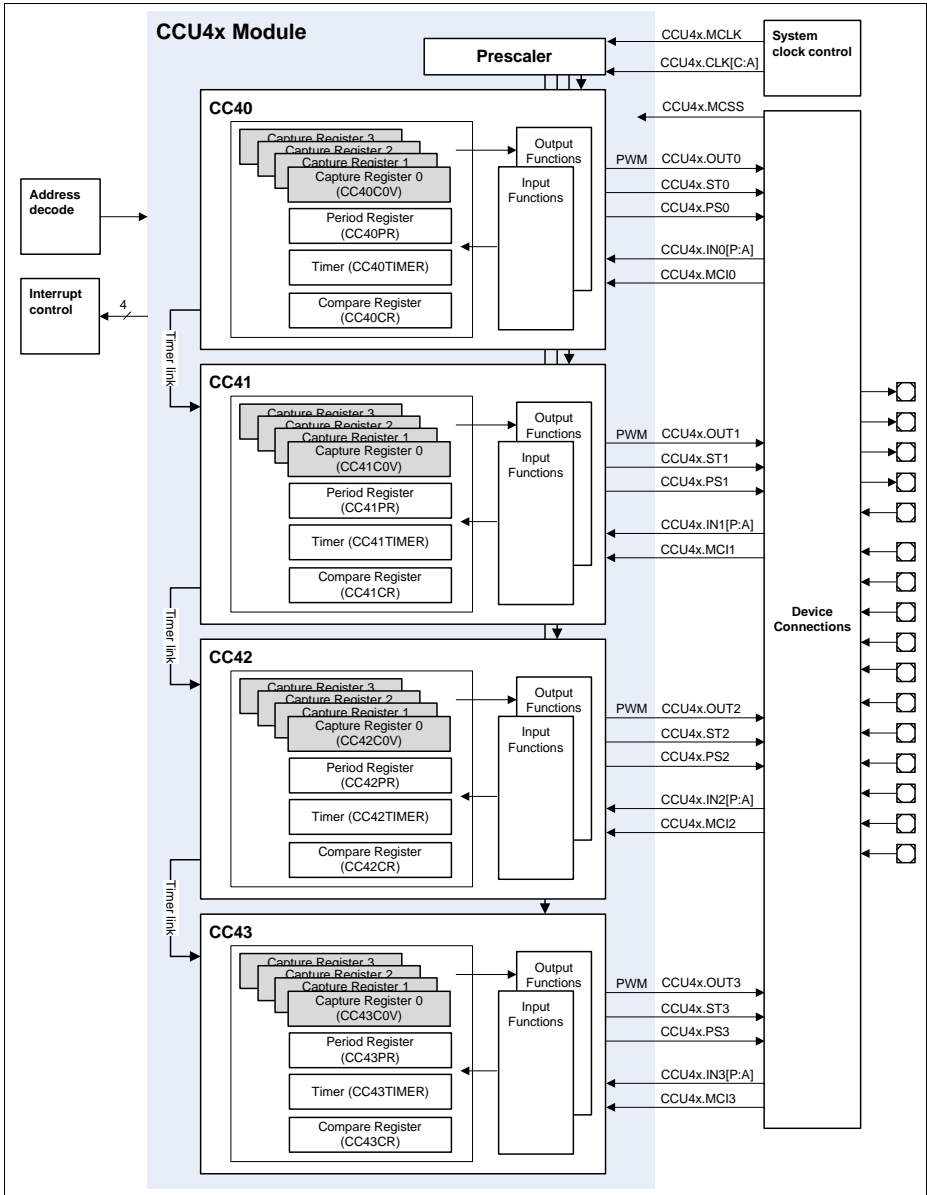 CCU4x Module
Prescaler
CCU4x.MCLK
CCU4x.CLK[C:A]
System
clock control
CCU4x.MCSS
Address
decode
Interrupt
control
4
CC40
Capture Register 3
Capture Register 2
Capture Register 1
Capture Register 0
(CC40C0V)
Period Register
(CC40PR)
Timer (CC40TIMER)
Compare Register
(CC40CR)
Output
Functions
Input
Functions
PWM
CCU4x.OUT0
CCU4x.ST0
CCU4x.PS0
CCU4x.IN0[P:A]
CCU4x.MCI0
Timer link
CC41
Capture Register 3
Capture Register 2
Capture Register 1
Capture Register 0
(CC41C0V)
Period Register
(CC41PR)
Timer (CC41TIMER)
Compare Register
(CC41CR)
Output
Functions
Input
Functions
PWM
CCU4x.OUT1
CCU4x.ST1
CCU4x.PS1
CCU4x.IN1[P:A]
CCU4x.MCI1
Device
Connections
Timer link
CC42
Capture Register 3
Capture Register 2
Capture Register 1
Capture Register 0
(CC42C0V)
Period Register
(CC42PR)
Timer (CC42TIMER)
Compare Register
(CC42CR)
Output
Functions
Input
Functions
PWM
CCU4x.OUT2
CCU4x.ST2
CCU4x.PS2
CCU4x.IN2[P:A]
CCU4x.MCI2
Timer link
CC43
Capture Register 3
Capture Register 2
Capture Register 1
Capture Register 0
(CC43C0V)
Period Register
(CC43PR)
Timer (CC43TIMER)
Compare Register
(CC43CR)
Output
Functions
Input
Functions
PWM
CCU4x.OUT3
CCU4x.ST3
CCU4x.PS3
CCU4x.IN3[P:A]
CCU4x.MCI3